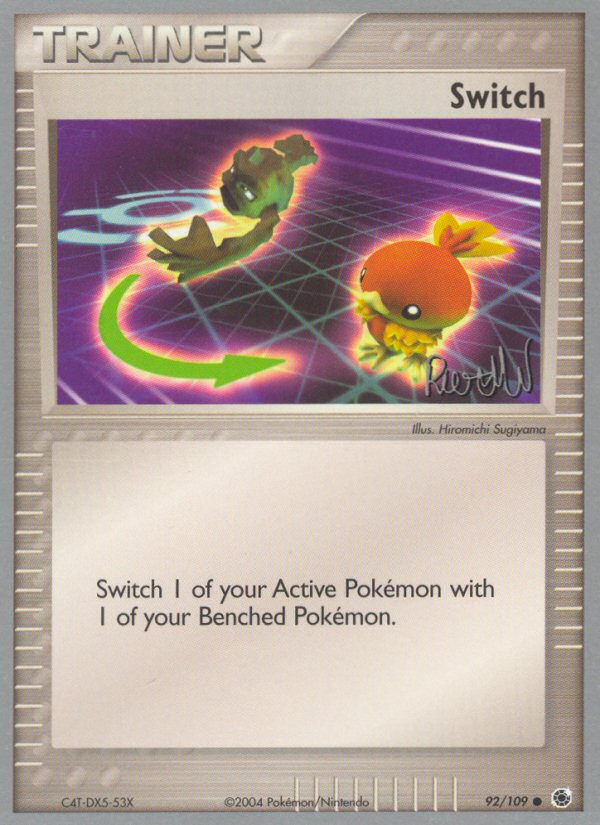 TRAINER
Switch
Illus. Hiromichi Sugiyama
Switch 1 of your Active Pokémon with
1 of your Benched Pokémon.
C4T-DX5-53X
©2004 Pokémon/Nintendo
92/109